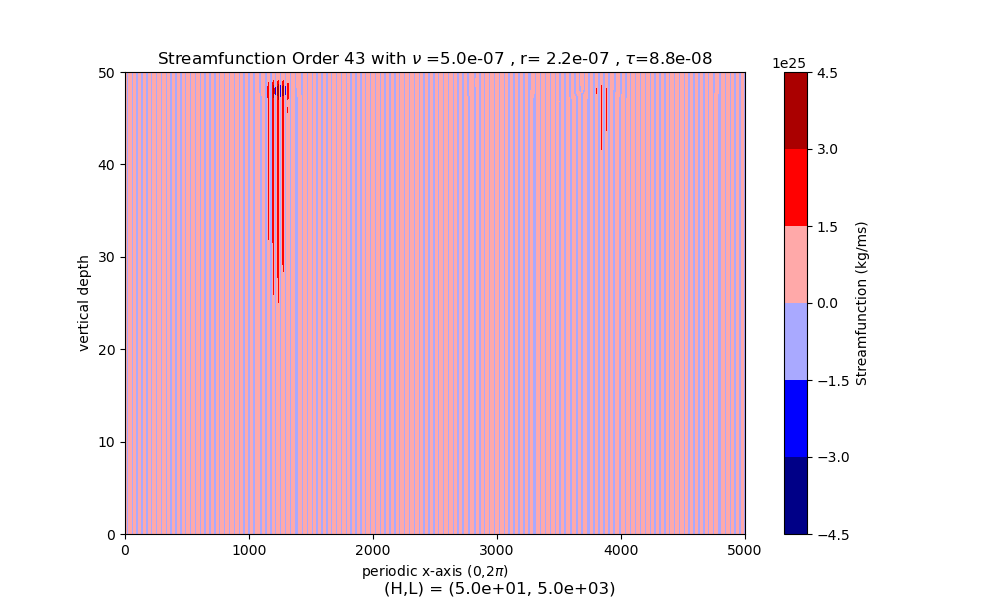 Streamfunction Order 43 with ν =5.0e-07 , r= 2.2e-07 , τ=8.8e-08
1e25
50
40
30
20
10
0
vertical depth
0 1000 2000 3000 4000 5000
periodic x-axis (0,2π)
(H,L) = (5.0e+01, 5.0e+03)
4.5
3.0
1.5
0.0
−1.5
−3.0
−4.5
Streamfunction (kg/ms)